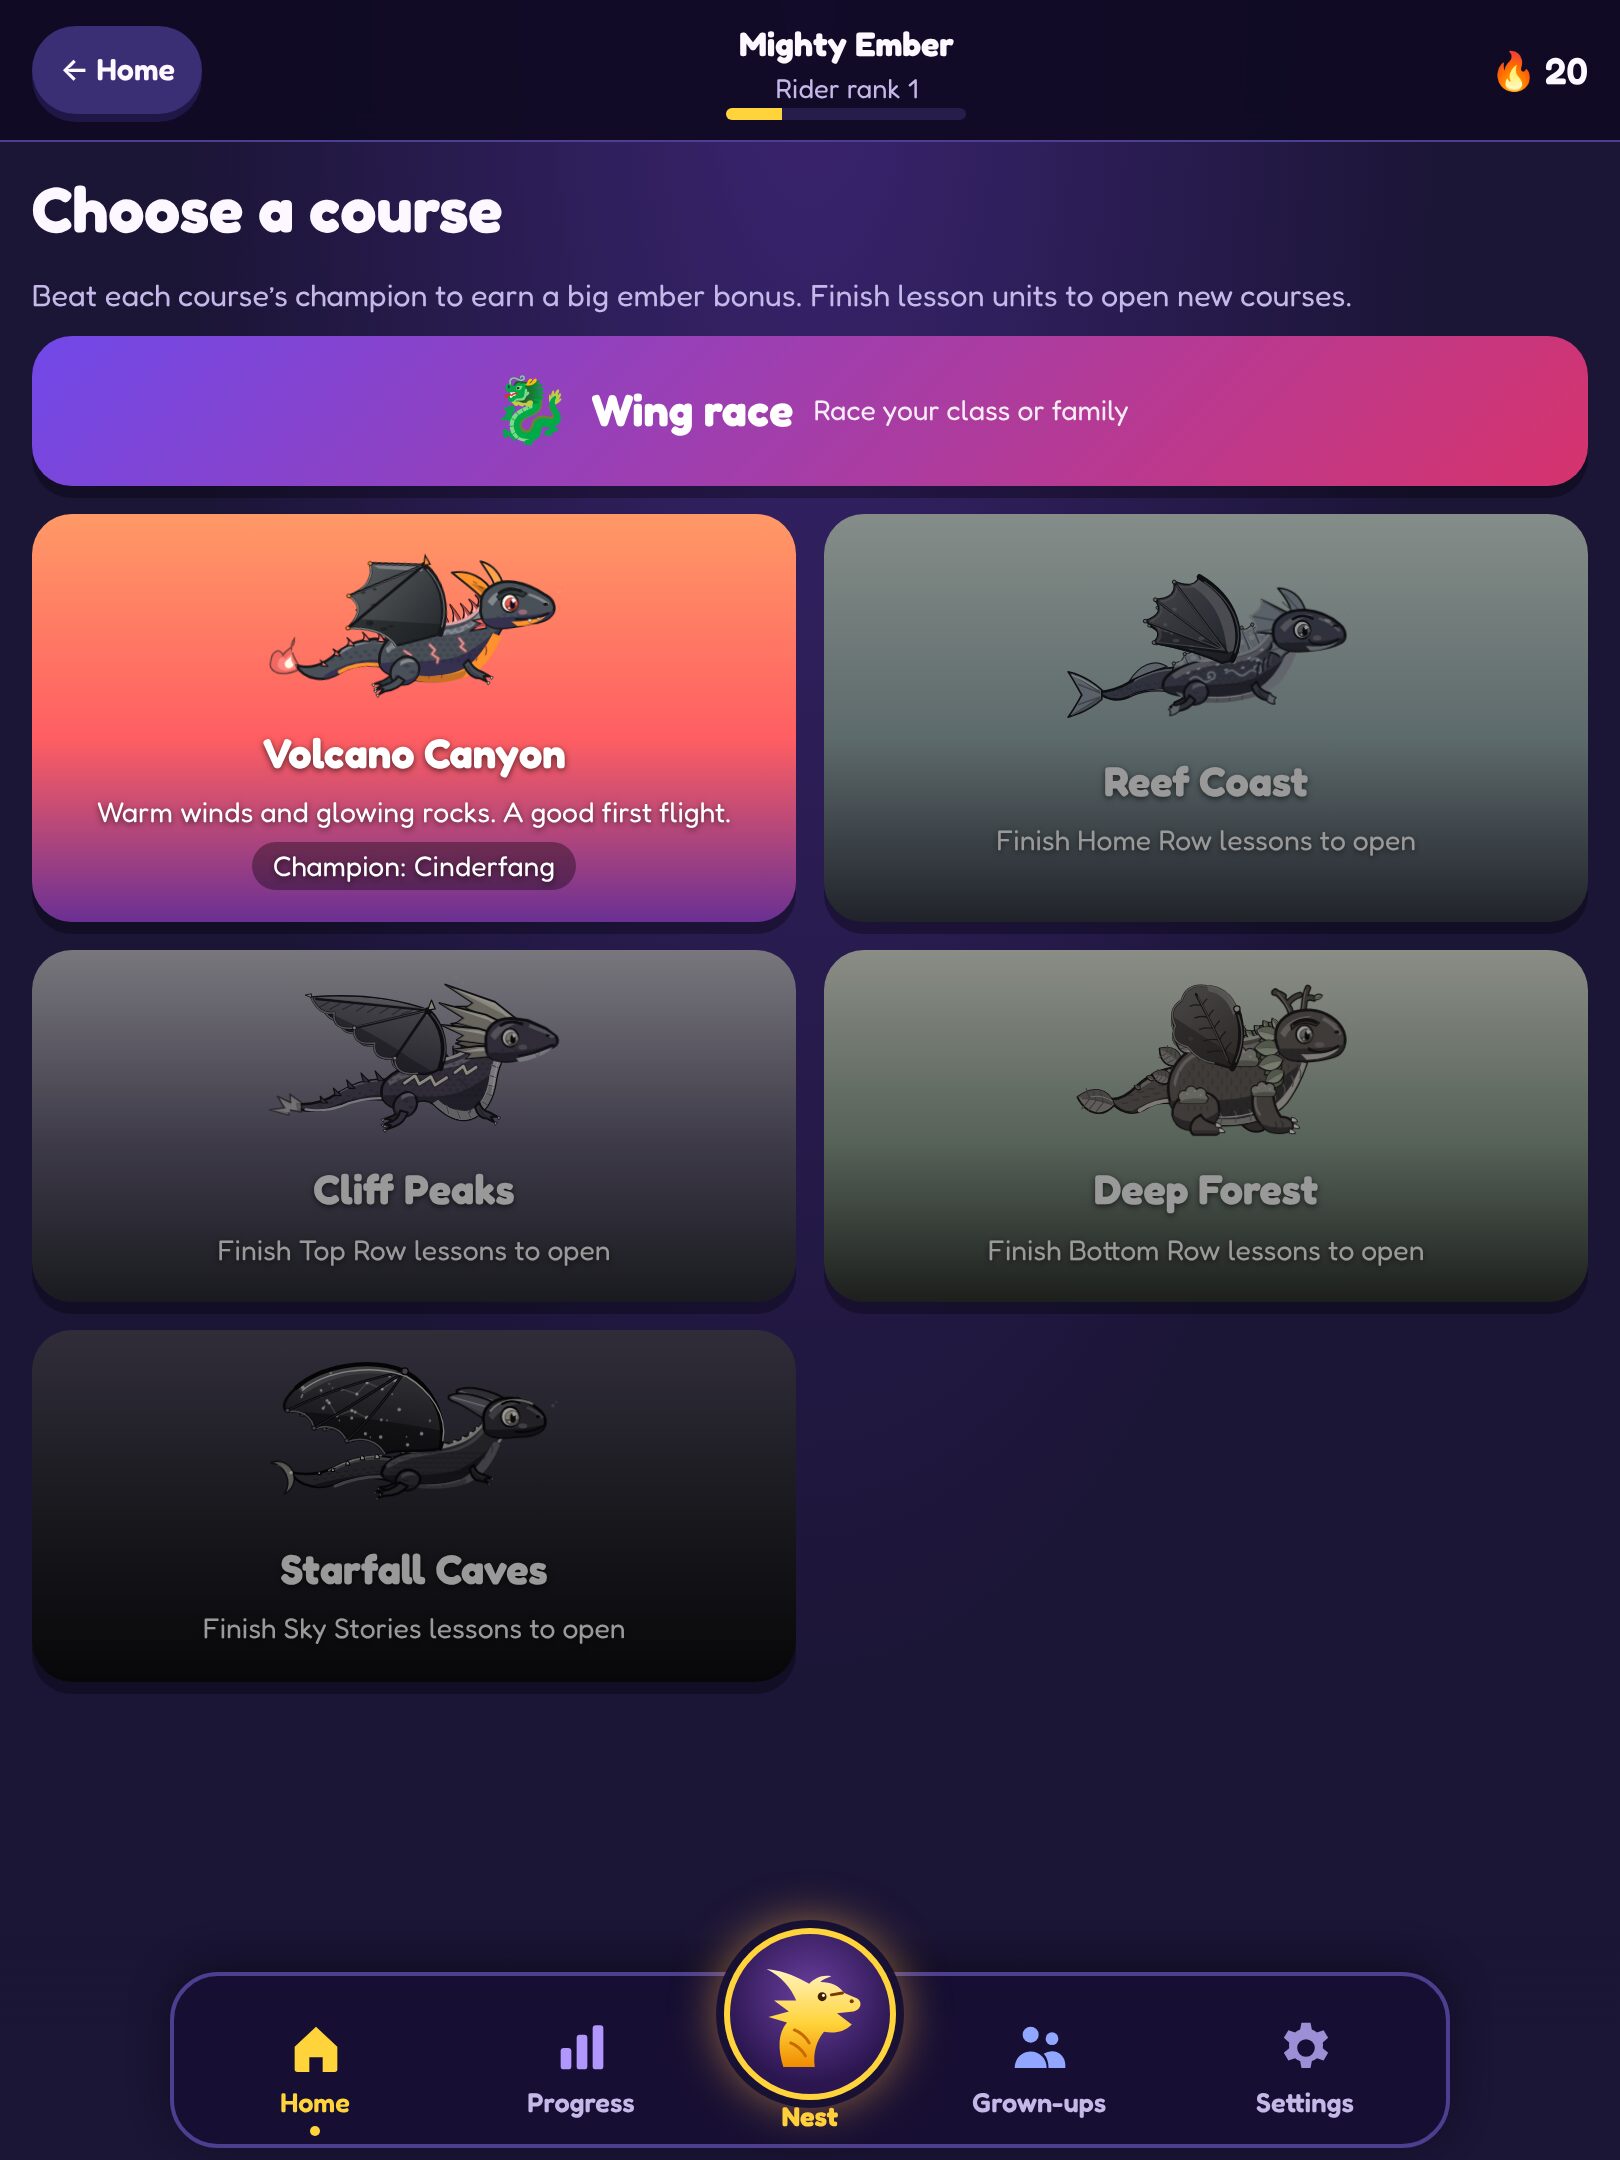 ← Home
Mighty Ember
Rider rank 1
20
Choose a course
Beat each course’s champion to earn a big ember bonus. Finish lesson units to open new courses.
Wing race Race your class or family
Volcano Canyon
Warm winds and glowing rocks. A good first flight.
Champion: Cinderfang
Reef Coast
Finish Home Row lessons to open
Cliff Peaks
Finish Top Row lessons to open
Deep Forest
Finish Bottom Row lessons to open
Starfall Caves
Finish Sky Stories lessons to open
Home
Progress
Nest
Grown-ups
Settings